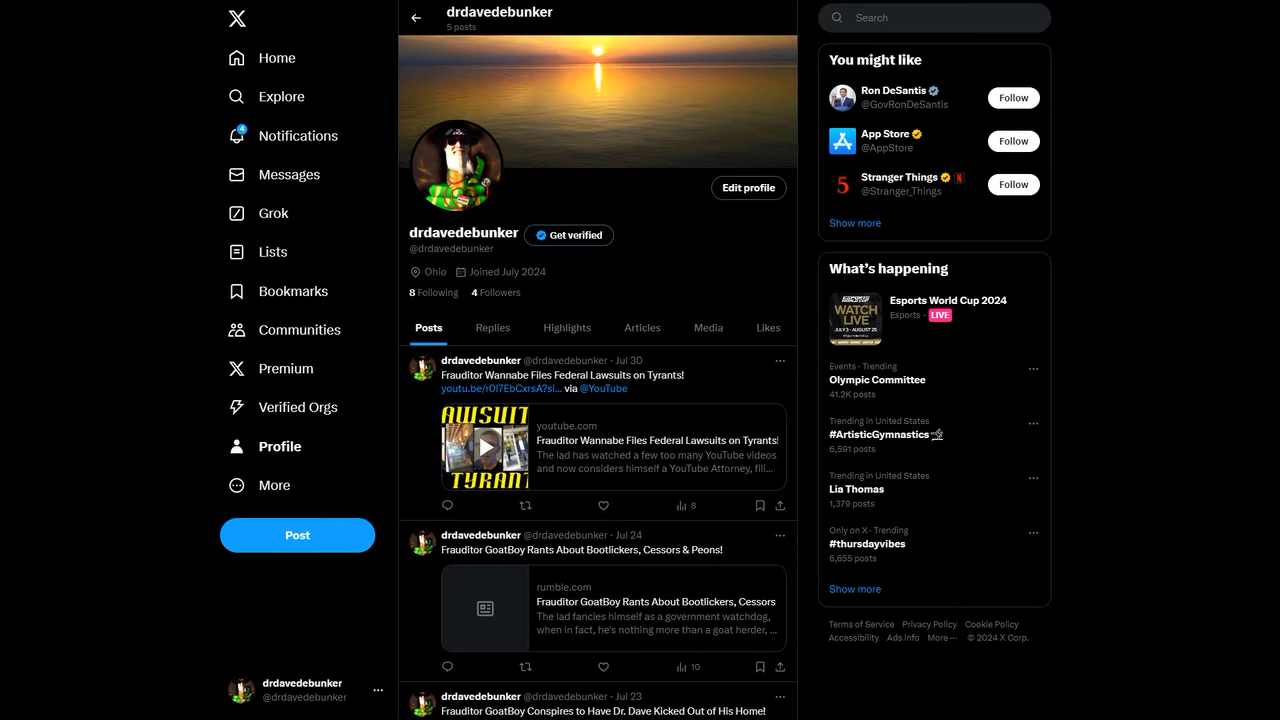 Home
Explore
4
Notifications
Messages
Grok
Lists
Bookmarks
Communities
Premium
Verified Orgs
Profile
More
Post
drdavedebunker
@drdavedebunker
drdavedebunker
5 posts
Edit profile
drdavedebunker
Get verified
@drdavedebunker
Ohio Joined July 2024
8 Following 4 Followers
Posts Replies Highlights Articles Media Likes
drdavedebunker @drdavedebunker · Jul 30
Frauditor Wannabe Files Federal Lawsuits on Tyrants!
youtu.be/r0I7EbCxrsA?si... via @YouTube
AWSUIT
TYRANT
youtube.com
Frauditor Wannabe Files Federal Lawsuits on Tyrants!
The lad has watched a few too many YouTube videos
and now considers himself a YouTube Attorney, fili...
8
drdavedebunker @drdavedebunker · Jul 24
Frauditor GoatBoy Rants About Bootlickers, Cessors & Peons!
rumble.com
Frauditor GoatBoy Rants About Bootlickers, Cessors
The lad fancies himself as a government watchdog,
when in fact, he's nothing more than a goat herder, ...
10
drdavedebunker @drdavedebunker · Jul 23
Frauditor GoatBoy Conspires to Have Dr. Dave Kicked Out of His Home!
Search
You might like
Ron DeSantis
@GovRonDeSantis
Follow
App Store
@AppStore
Follow
Stranger Things
@Stranger_Things
Follow
Show more
What's happening
WATCH
LIVE
JULY 3 - AUGUST 25
Esports World Cup 2024
Esports · LIVE
Events · Trending
Olympic Committee
41.2K posts
Trending in United States
#ArtisticGymnastics
6,591 posts
Trending in United States
Lia Thomas
1,379 posts
Only on X · Trending
#thursdayvibes
6,655 posts
Show more
Terms of Service Privacy Policy Cookie Policy
Accessibility Ads info More ··· © 2024 X Corp.